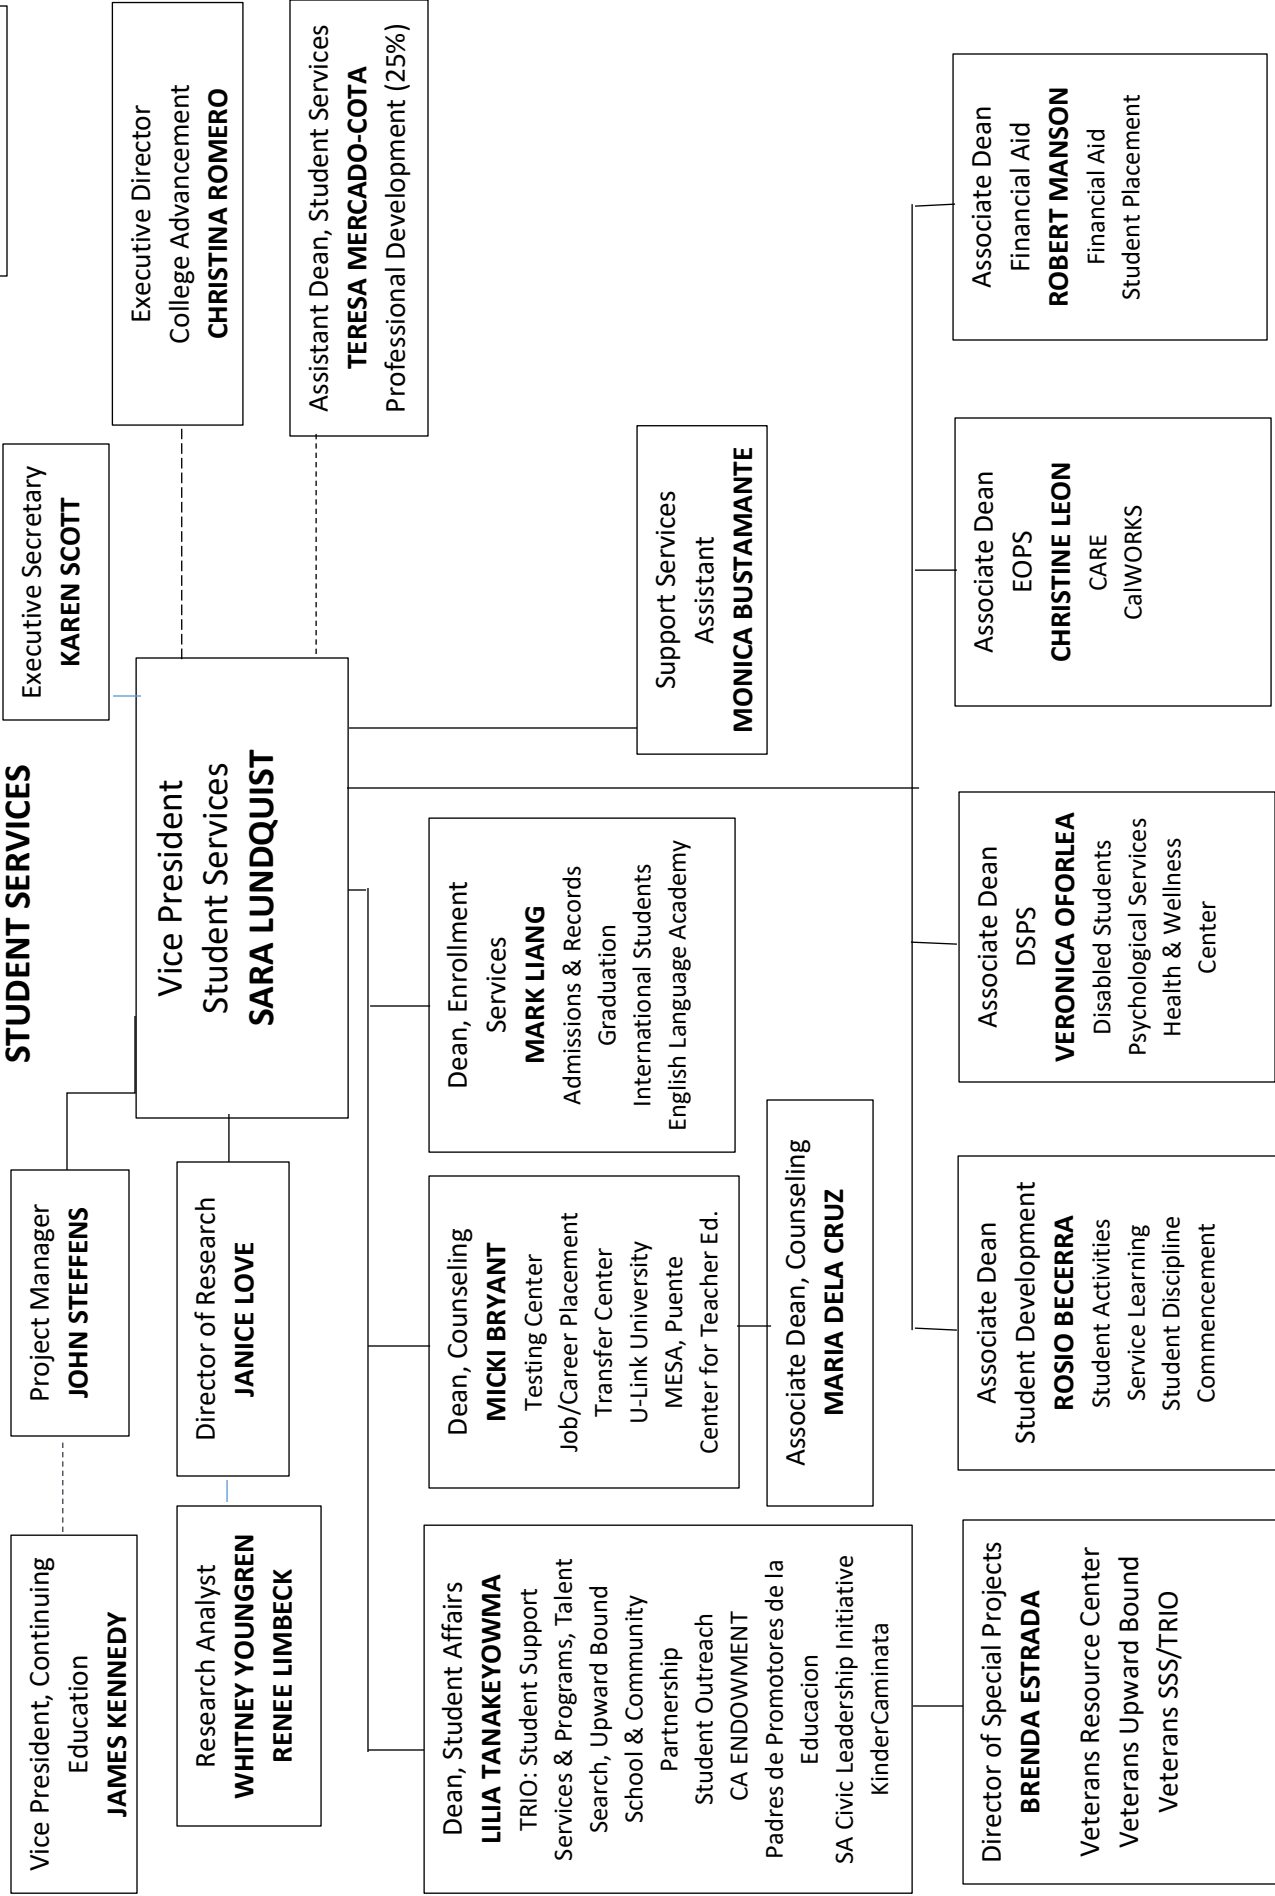 STUDENT SERVICES
Vice President, Continuing
Education
JAMES KENNEDY
Project Manager
JOHN STEFFENS
Executive Secretary
KAREN SCOTT
Executive Director
College Advancement
CHRISTINA ROMERO
Research Analyst
WHITNEY YOUNGREN
RENEE LIMBECK
Director of Research
JANICE LOVE
Vice President
Student Services
SARA LUNDQUIST
Assistant Dean, Student Services
TERESA MERCADO-COTA
Professional Development (25%)
Dean, Student Affairs
LILIA TANAKEYOWMA
TRIO: Student Support
Services & Programs, Talent
Search, Upward Bound
School & Community
Partnership
Student Outreach
CA ENDOWMENT
Padres de Promotores de la
Educacion
SA Civic Leadership Initiative
KinderCaminata
Dean, Counseling
MICKI BRYANT
Testing Center
Job/Career Placement
Transfer Center
U-Link University
MESA, Puente
Center for Teacher Ed.
Dean, Enrollment
Services
MARK LIANG
Admissions & Records
Graduation
International Students
English Language Academy
Support Services
Assistant
MONICA BUSTAMANTE
Associate Dean, Counseling
MARIA DELA CRUZ
Director of Special Projects
BRENDA ESTRADA
Veterans Resource Center
Veterans Upward Bound
Veterans SSS/TRIO
Associate Dean
Student Development
ROSIO BECERRA
Student Activities
Service Learning
Student Discipline
Commencement
Associate Dean
DSPS
VERONICA OFORLEA
Disabled Students
Psychological Services
Health & Wellness
Center
Associate Dean
EOPS
CHRISTINE LEON
CARE
CalWORKS
Associate Dean
Financial Aid
ROBERT MANSON
Financial Aid
Student Placement